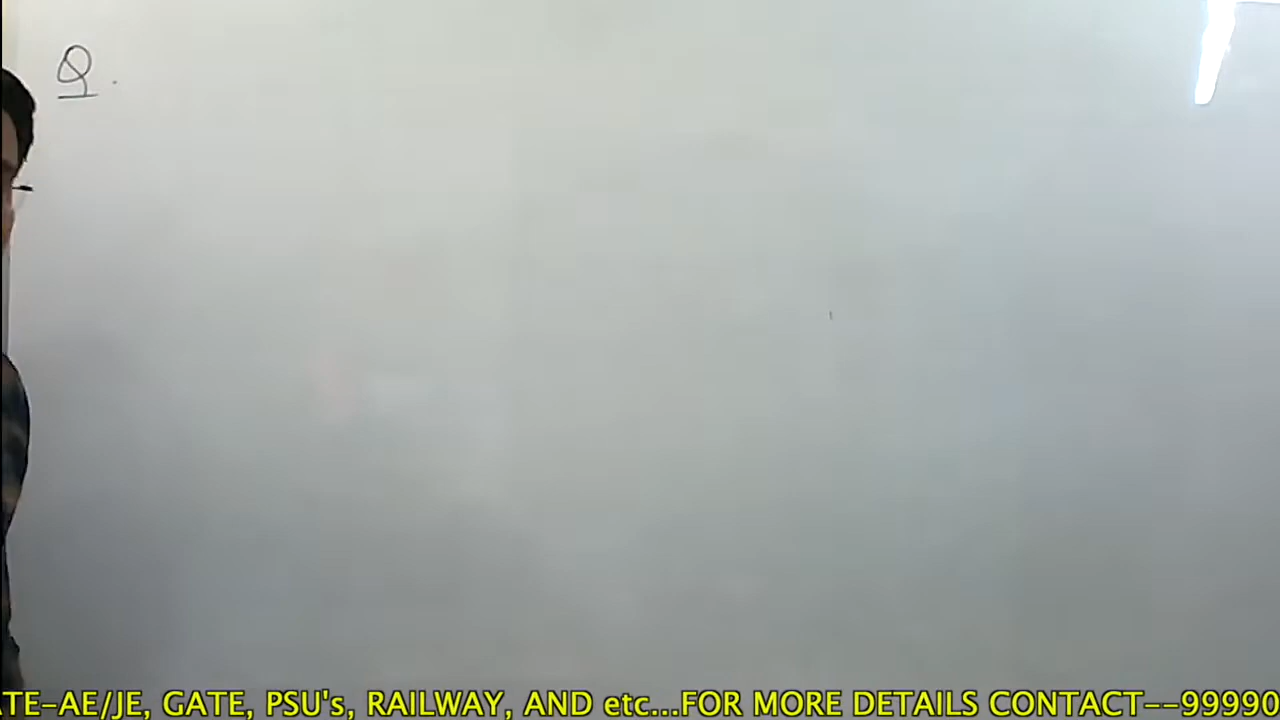 Q.
TE-AE/JE, GATE, PSU's, RAILWAY, AND etc...FOR MORE DETAILS CONTACT--99990